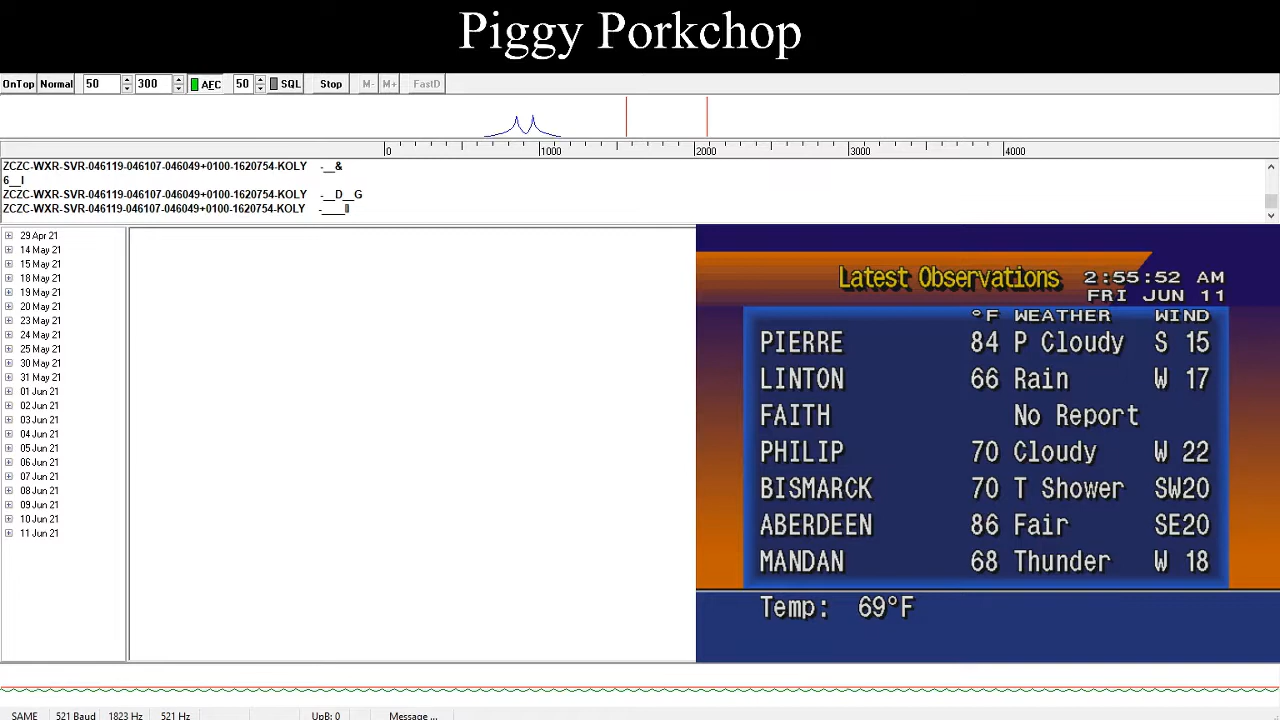 Piggy Porkchop
OnTop Normal 50 300 AFC 50 SQL Stop M- M+ FastD
0 1000 2000 3000 4000
ZCZC-WXR-SVR-046119-046107-046049+0100-1620754-KOLY -__&
6__I
ZCZC-WXR-SVR-046119-046107-046049+0100-1620754-KOLY -__D__G
ZCZC-WXR-SVR-046119-046107-046049+0100-1620754-KOLY -____
29 Apr 21
14 May 21
15 May 21
18 May 21
19 May 21
20 May 21
23 May 21
24 May 21
25 May 21
30 May 21
31 May 21
01 Jun 21
02 Jun 21
03 Jun 21
04 Jun 21
05 Jun 21
06 Jun 21
07 Jun 21
08 Jun 21
09 Jun 21
10 Jun 21
11 Jun 21
Latest Observations 2:55:52 AM
FRI JUN 11
°F WEATHER WIND
PIERRE 84 P Cloudy S 15
LINTON 66 Rain W 17
FAITH No Report
PHILIP 70 Cloudy W 22
BISMARCK 70 T Shower SW20
ABERDEEN 86 Fair SE20
MANDAN 68 Thunder W 18
Temp: 69°F
SAME 521 Baud 1823 Hz 521 Hz UpB: 0 Message ...